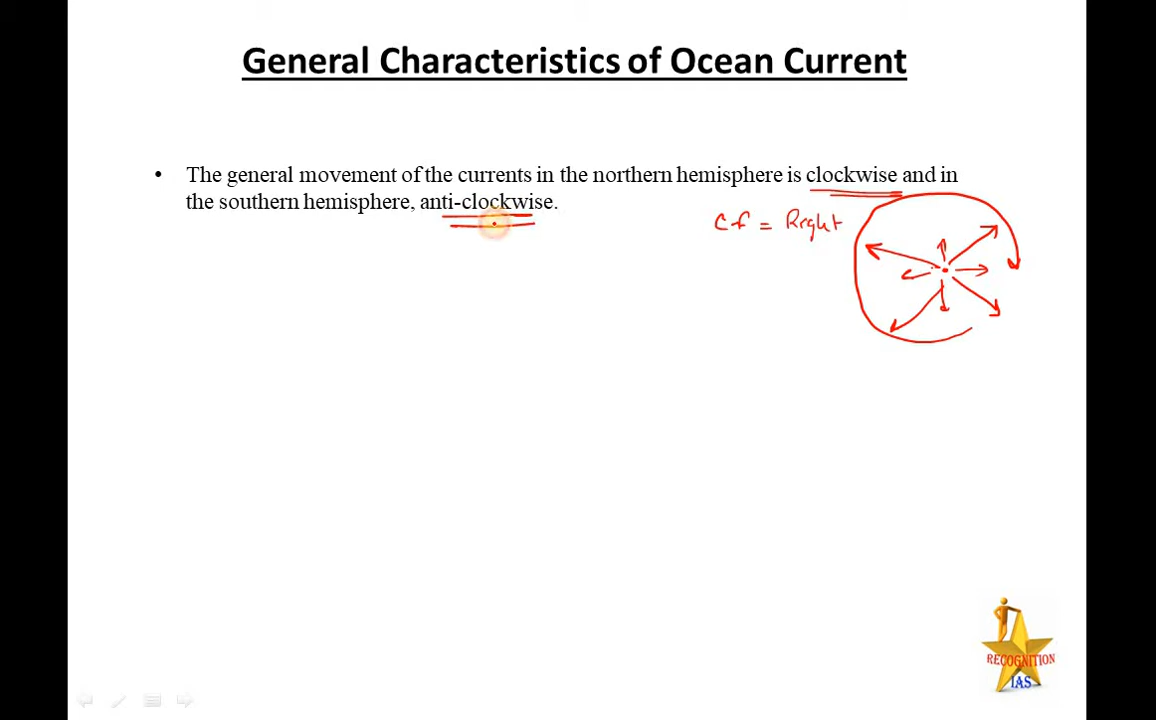 General Characteristics of Ocean Current
• The general movement of the currents in the northern hemisphere is clockwise and in
the southern hemisphere, anti-clockwise.
Cf = Right
RECOGNITION
IAS